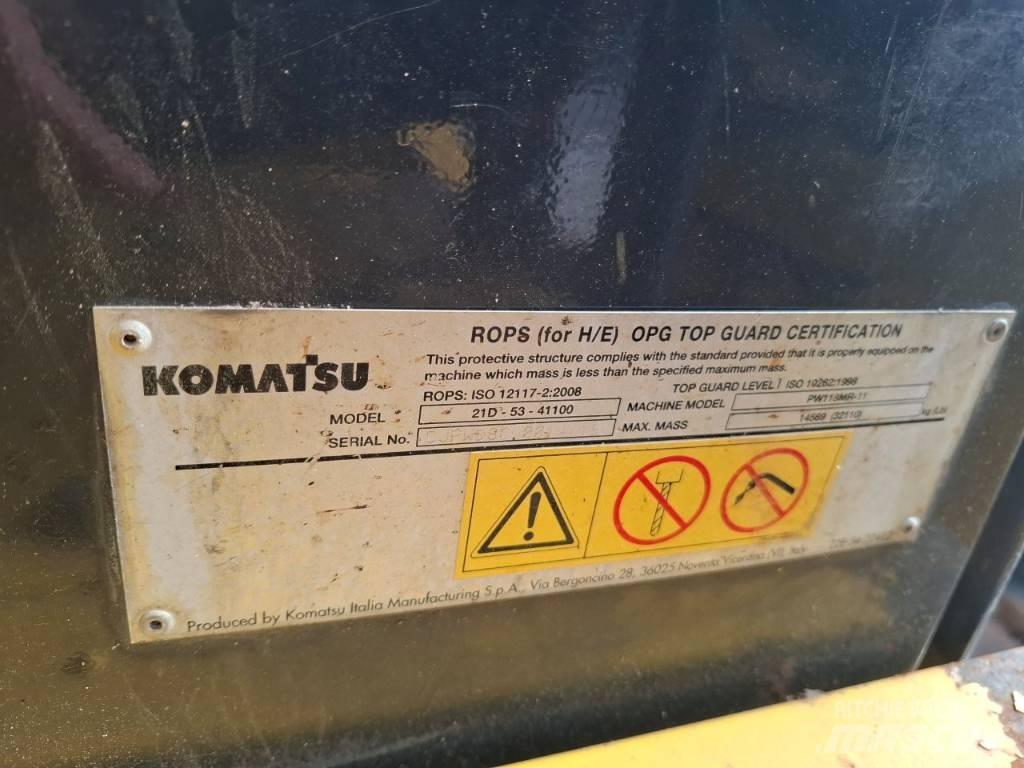 ROPS (for H/E) OPG TOP GUARD CERTIFICATION
KOMATSU
This protective structure complies with the standard provided that it is properly equipped on the
machine which mass is less than the specified maximum mass.
ROPS: ISO 12117-2:2008 TOP GUARD LEVEL I ISO 10262:1998
MODEL 21D - 53 - 41100 MACHINE MODEL PW118MR-11
SERIAL No. MAX. MASS 14569 (32110) kg (Lb)
Produced by Komatsu Italia Manufacturing S.p.A., Via Bergoncino 28, 36025 Noventa Vicentina (VI), Italy